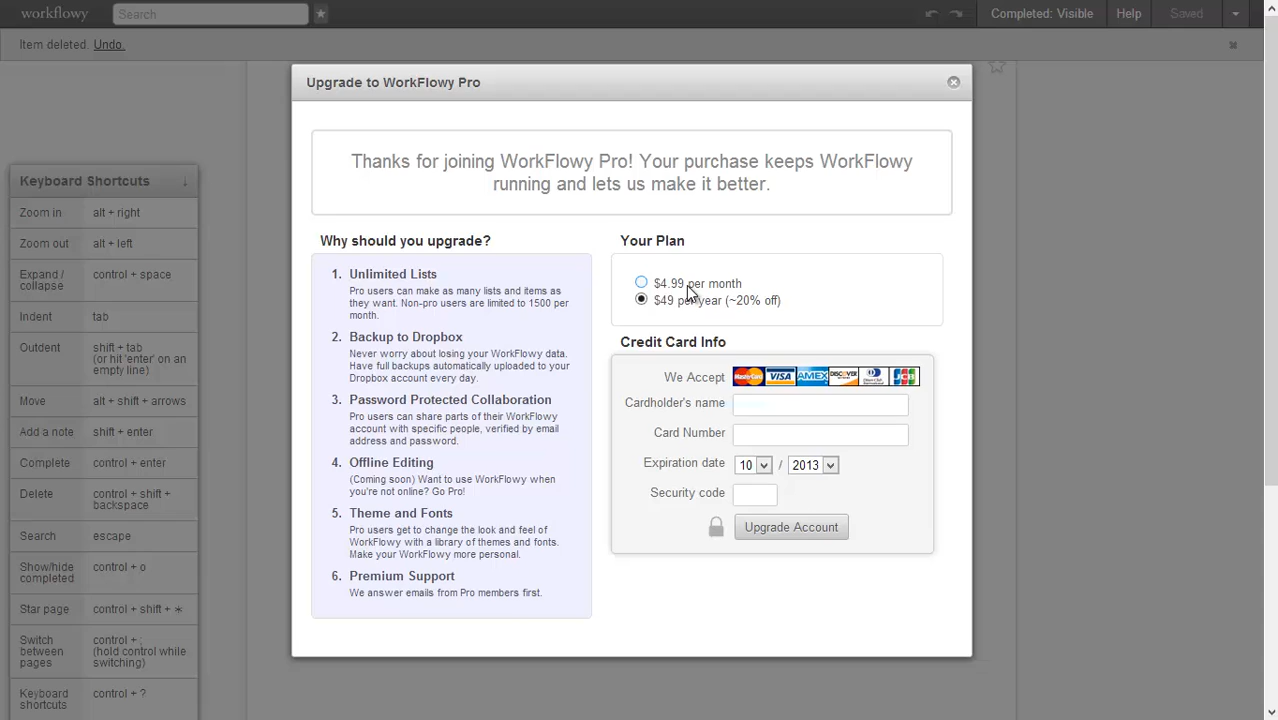 workflowy
Search
Completed: Visible
Help
Saved
Item deleted. Undo.
Upgrade to WorkFlowy Pro
Thanks for joining WorkFlowy Pro! Your purchase keeps WorkFlowy
running and lets us make it better.
Keyboard Shortcuts ↓
Zoom in alt + right
Zoom out alt + left
Expand / control + space
collapse
Indent tab
Outdent shift + tab
(or hit 'enter' on an
empty line)
Move alt + shift + arrows
Add a note shift + enter
Complete control + enter
Delete control + shift +
backspace
Search escape
Show/hide control + o
completed
Star page control + shift + *
Switch control + ;
between (hold control while
pages switching)
Keyboard control + ?
shortcuts
Why should you upgrade?
1. Unlimited Lists
Pro users can make as many lists and items as
they want. Non-pro users are limited to 1500 per
month.
2. Backup to Dropbox
Never worry about losing your WorkFlowy data.
Have full backups automatically uploaded to your
Dropbox account every day.
3. Password Protected Collaboration
Pro users can share parts of their WorkFlowy
account with specific people, verified by email
address and password.
4. Offline Editing
(Coming soon) Want to use WorkFlowy when
you're not online? Go Pro!
5. Theme and Fonts
Pro users get to change the look and feel of
WorkFlowy with a library of themes and fonts.
Make your WorkFlowy more personal.
6. Premium Support
We answer emails from Pro members first.
Your Plan
$4.99 per month
$49 per year (~20% off)
Credit Card Info
We Accept MasterCard VISA AMEX DISCOVER JCB
Cardholder's name
Card Number
Expiration date 10 / 2013
Security code
Upgrade Account